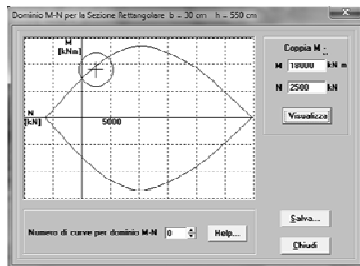 Dominio M-N per la Sezione Rettangolare b = 30 cm h = 550 cm
M
[kNm]
N
[kN]
5000
Coppia M -
M 18000 kN m
N 2500 kN
Visualizza
Numero di curve per dominio M-N 0 Help...
Salva...
Chiudi